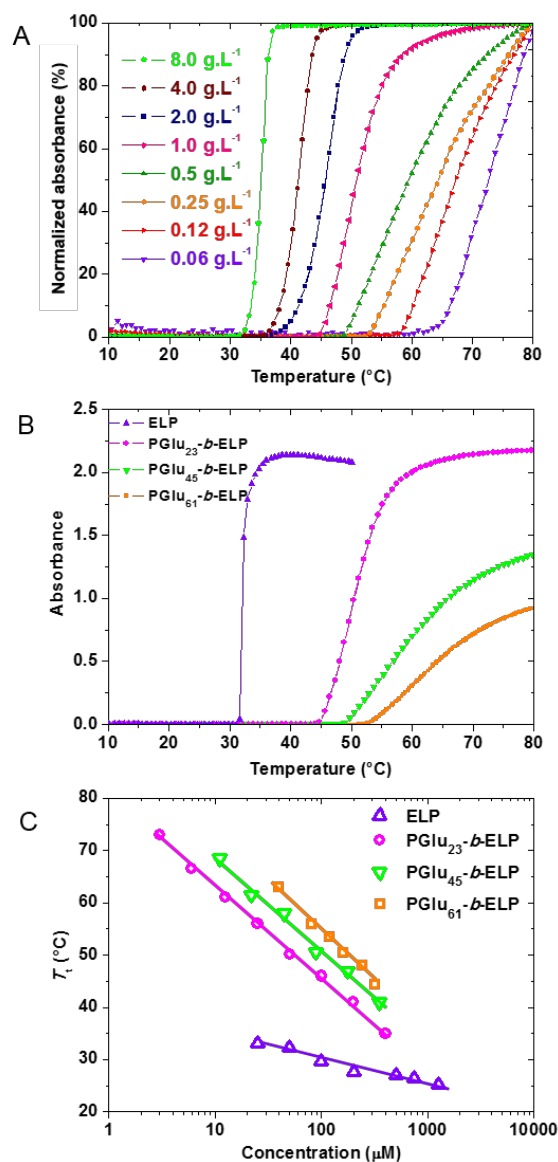 A
Normalized absorbance (%)
100
80
60
40
20
0
8.0 g.L⁻¹
4.0 g.L⁻¹
2.0 g.L⁻¹
1.0 g.L⁻¹
0.5 g.L⁻¹
0.25 g.L⁻¹
0.12 g.L⁻¹
0.06 g.L⁻¹
10 20 30 40 50 60 70 80
Temperature (°C)
B
Absorbance
2.5
2.0
1.5
1.0
0.5
0.0
ELP
PGlu₂₃-b-ELP
PGlu₄₅-b-ELP
PGlu₆₁-b-ELP
10 20 30 40 50 60 70 80
Temperature (°C)
C
Tt (°C)
80
70
60
50
40
30
20
ELP
PGlu₂₃-b-ELP
PGlu₄₅-b-ELP
PGlu₆₁-b-ELP
1 10 100 1000 10000
Concentration (μM)